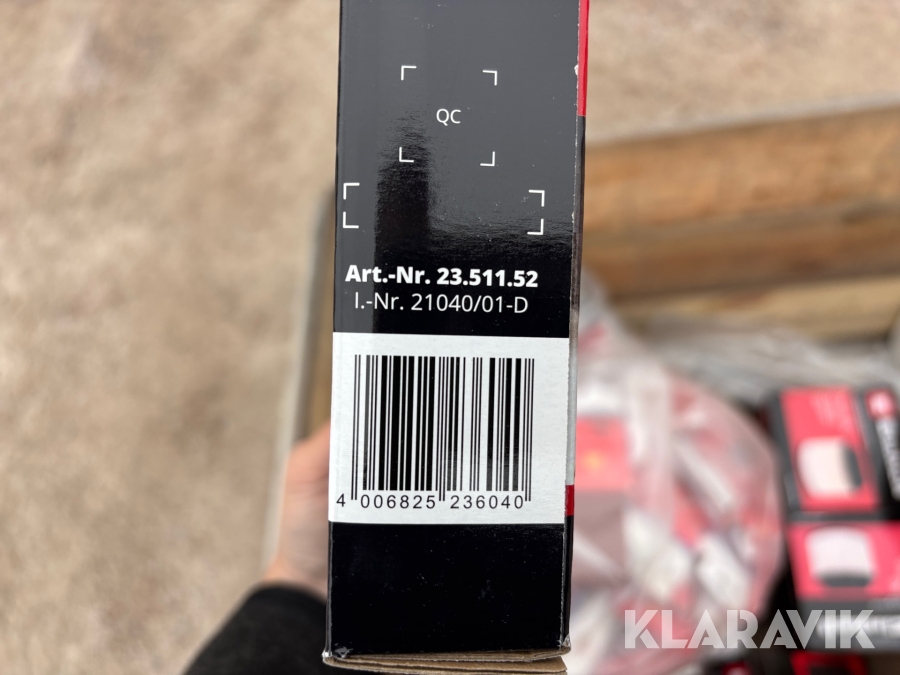 QC
Art.-Nr. 23.511.52
I.-Nr. 21040/01-D
4 006825 236040
KLARAVIK